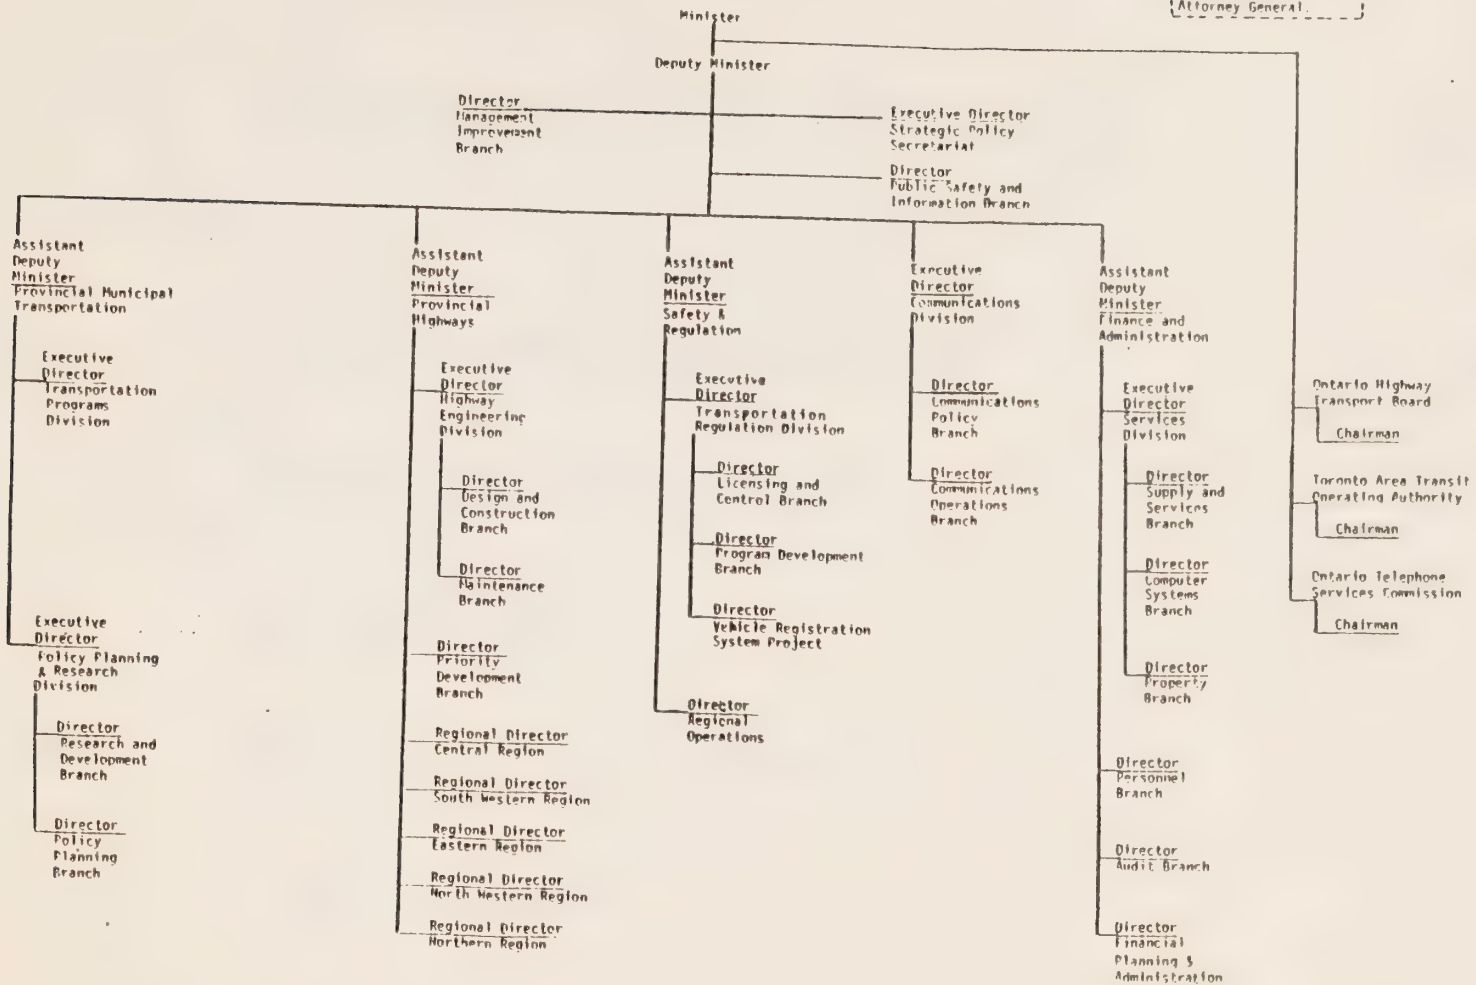 Attorney General.
Minister
Deputy Minister
Director
Management
Improvement
Branch
Executive Director
Strategic Policy
Secretariat
Director
Public Safety and
Information Branch
Assistant
Deputy
Minister
Provincial Municipal
Transportation
Executive
Director
Transportation
Programs
Division
Executive
Director
Policy Planning
& Research
Division
Director
Research and
Development
Branch
Director
Policy
Planning
Branch
Assistant
Deputy
Minister
Provincial
Highways
Executive
Director
Highway
Engineering
Division
Director
Design and
Construction
Branch
Director
Maintenance
Branch
Director
Priority
Development
Branch
Regional Director
Central Region
Regional Director
South Western Region
Regional Director
Eastern Region
Regional Director
North Western Region
Regional Director
Northern Region
Assistant
Deputy
Minister
Safety &
Regulation
Executive
Director
Transportation
Regulation Division
Director
Licensing and
Control Branch
Director
Program Development
Branch
Director
Vehicle Registration
System Project
Director
Regional
Operations
Executive
Director
Communications
Division
Director
Communications
Policy
Branch
Director
Communications
Operations
Branch
Assistant
Deputy
Minister
Finance and
Administration
Executive
Director
Services
Division
Director
Supply and
Services
Branch
Director
Computer
Systems
Branch
Director
Property
Branch
Director
Personnel
Branch
Director
Audit Branch
Director
Financial
Planning &
Administration
Ontario Highway
Transport Board
Chairman
Toronto Area Transit
Operating Authority
Chairman
Ontario Telephone
Services Commission
Chairman